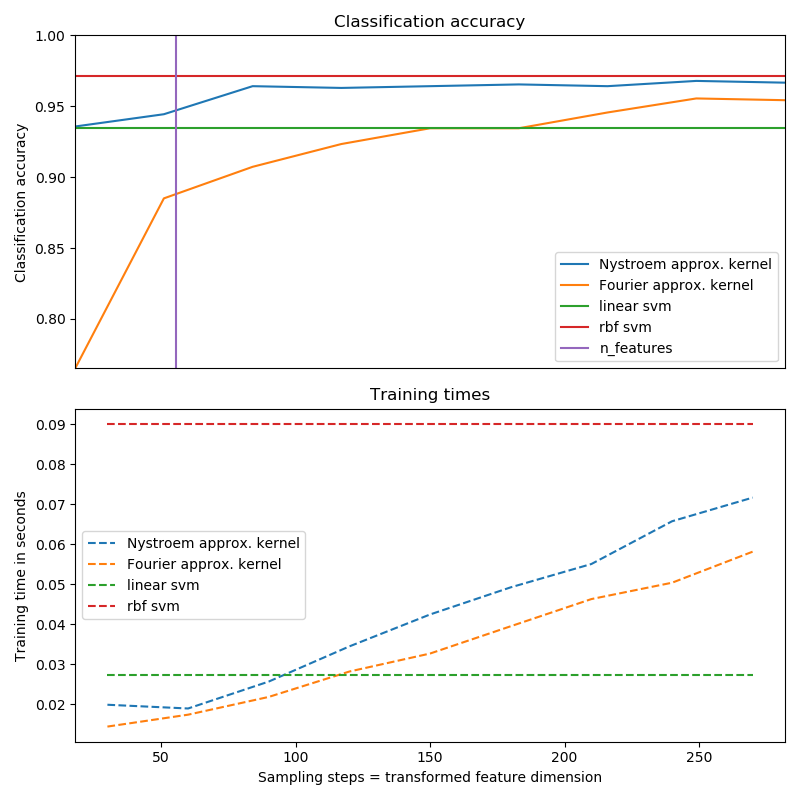 Classification accuracy
1.00
0.95
0.90
0.85
0.80
Classification accuracy
Nystroem approx. kernel
Fourier approx. kernel
linear svm
rbf svm
n_features
Training times
0.09
0.08
0.07
0.06
0.05
0.04
0.03
0.02
Training time in seconds
Nystroem approx. kernel
Fourier approx. kernel
linear svm
rbf svm
50 100 150 200 250
Sampling steps = transformed feature dimension